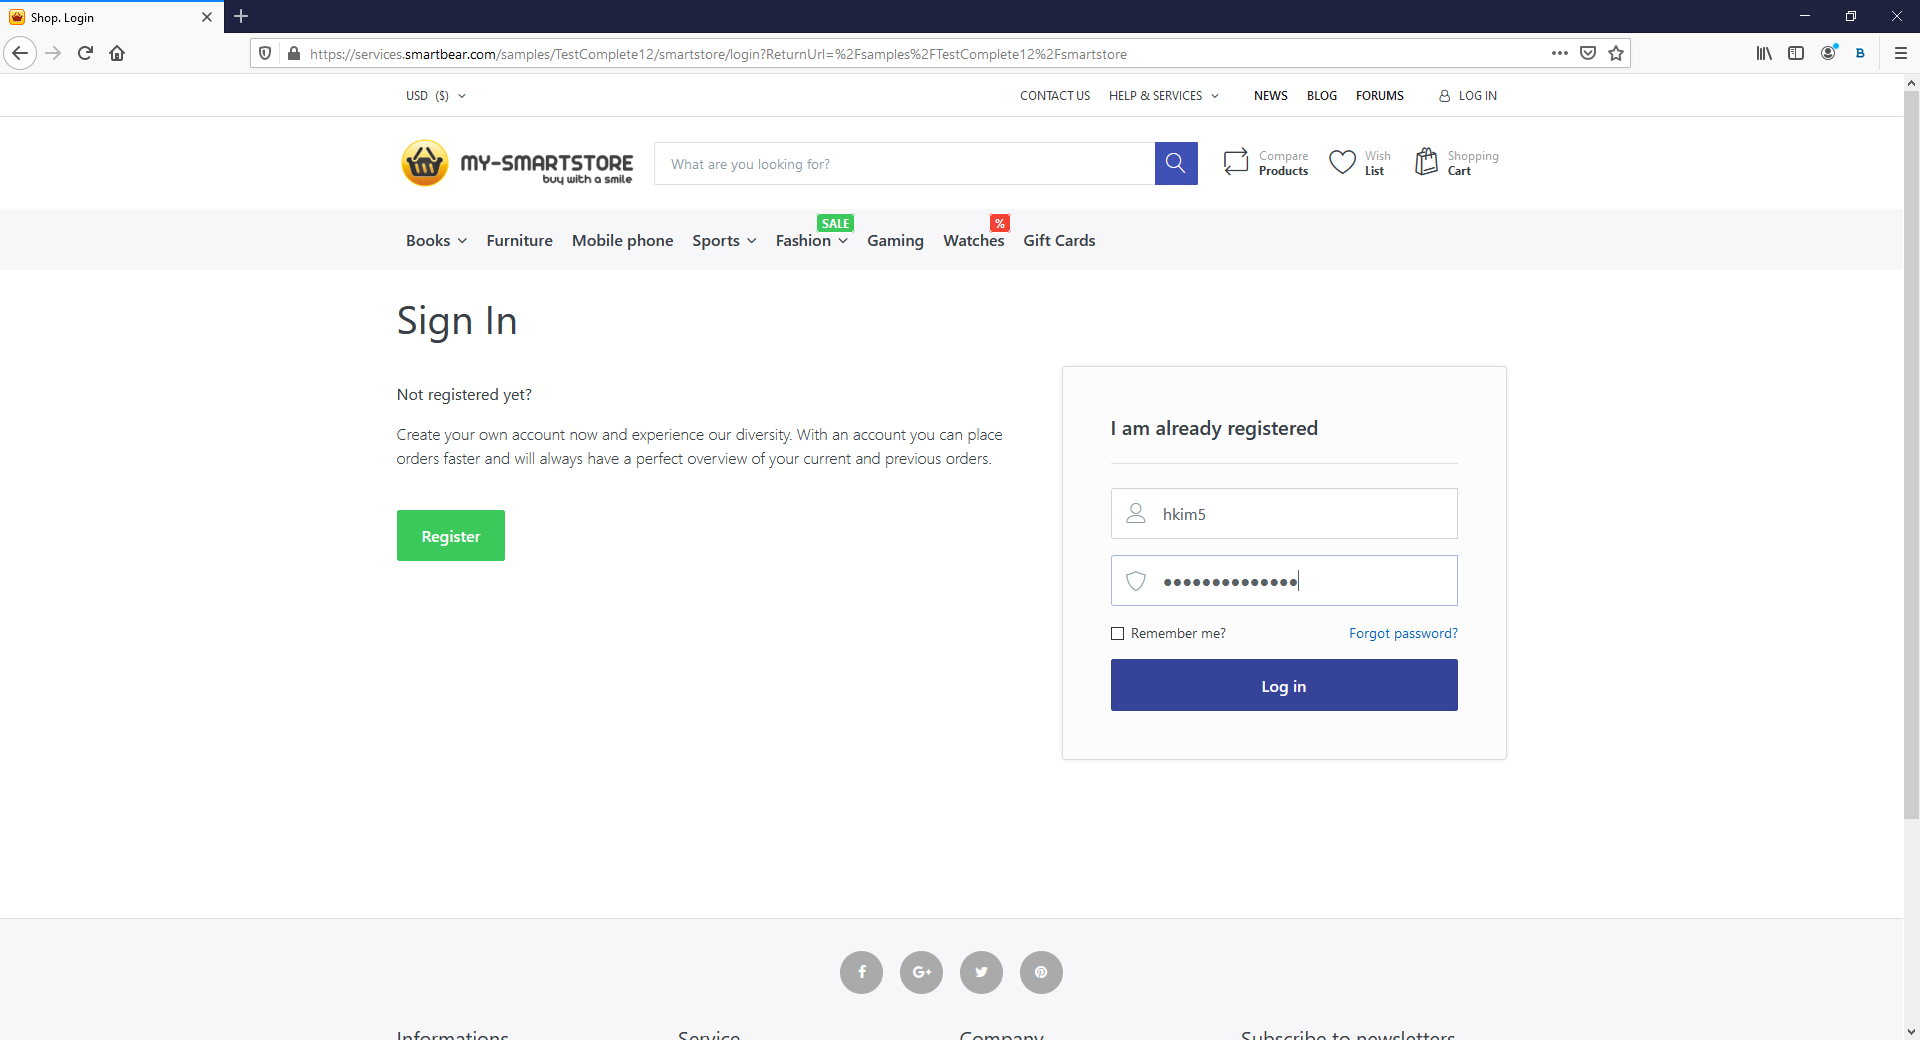 Shop. Login
https://services.smartbear.com/samples/TestComplete12/smartstore/login?ReturnUrl=%2Fsamples%2FTestComplete12%2Fsmartstore
B
USD ($)
CONTACT US HELP & SERVICES NEWS BLOG FORUMS LOG IN
MY-SMARTSTORE
buy with a smile
What are you looking for?
Compare
Products
Wish
List
Shopping
Cart
SALE
%
Books Furniture Mobile phone Sports Fashion Gaming Watches Gift Cards
Sign In
Not registered yet?
Create your own account now and experience our diversity. With an account you can place
orders faster and will always have a perfect overview of your current and previous orders.
Register
I am already registered
hkim5
●●●●●●●●●●●●●●
Remember me?
Forgot password?
Log in
Informations Service Company Subscribe to newsletters